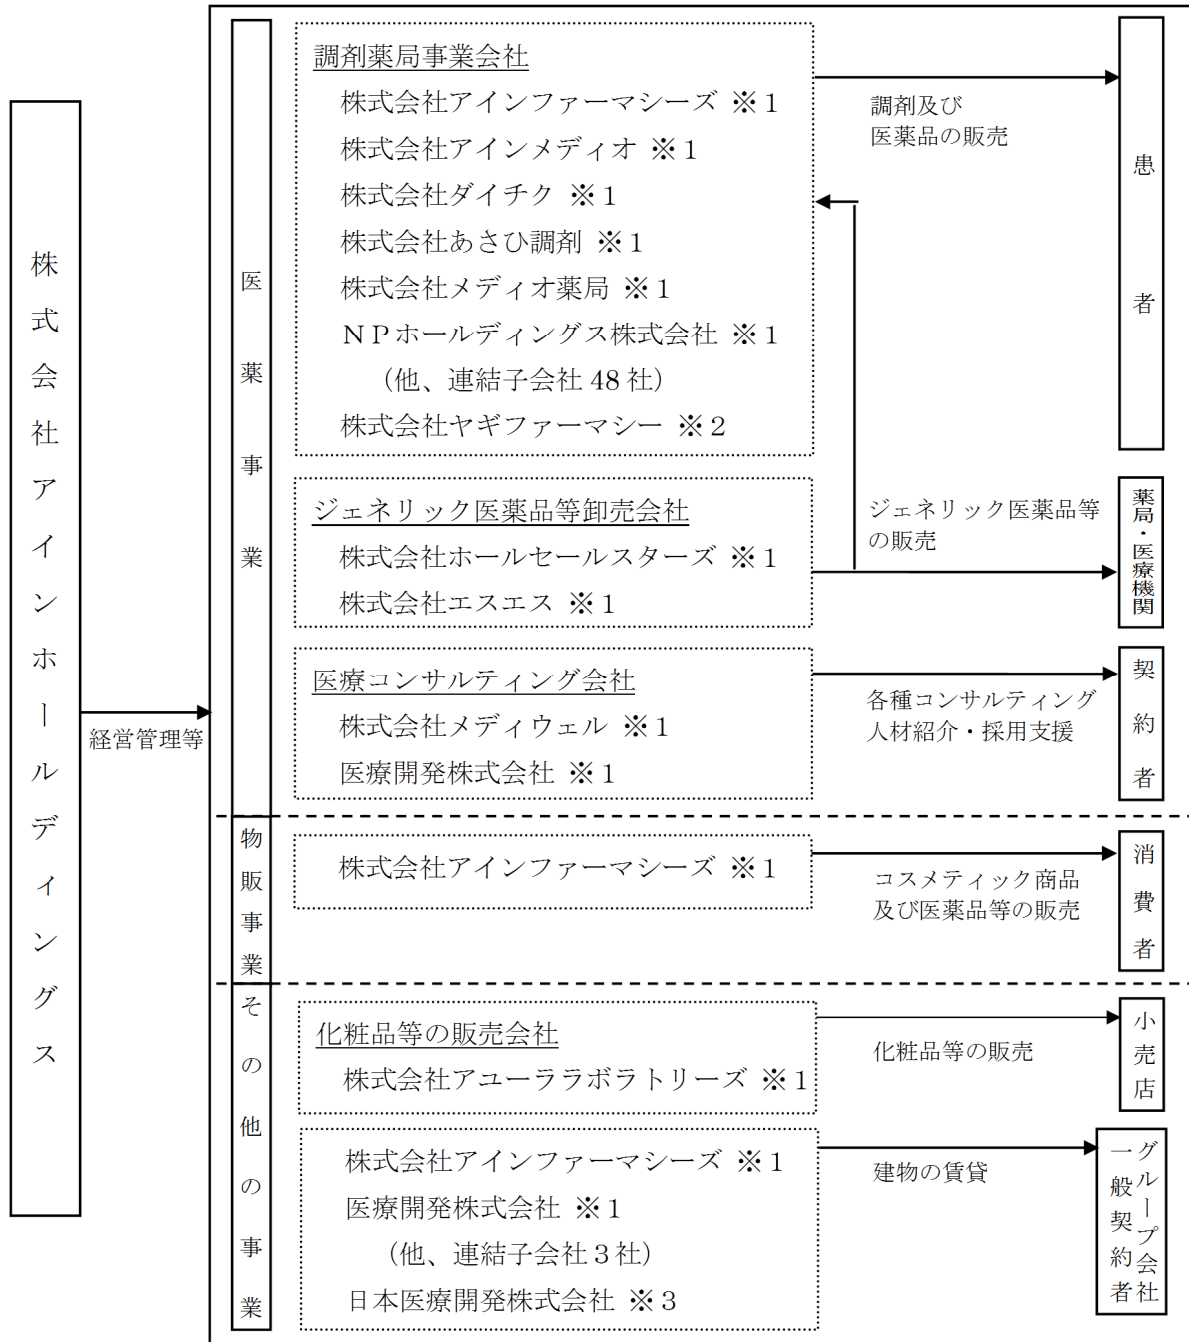 株式会社アインホールディングス
経営管理等
医薬事業
調剤薬局事業会社
株式会社アインファーマシーズ ※1
株式会社アインメディオ ※1
株式会社ダイチク ※1
株式会社あさひ調剤 ※1
株式会社メディオ薬局 ※1
ＮＰホールディングス株式会社 ※1
（他、連結子会社 48 社）
株式会社ヤギファーマシー ※2
調剤及び
医薬品の販売
患者
ジェネリック医薬品等卸売会社
株式会社ホールセールスターズ ※1
株式会社エスエス ※1
ジェネリック医薬品等
の販売
薬局・医療機関
医療コンサルティング会社
株式会社メディウェル ※1
医療開発株式会社 ※1
各種コンサルティング
人材紹介・採用支援
契約者
物販事業
株式会社アインファーマシーズ ※1
コスメティック商品
及び医薬品等の販売
消費者
その他の事業
化粧品等の販売会社
株式会社アユーララボラトリーズ ※1
化粧品等の販売
小売店
株式会社アインファーマシーズ ※1
医療開発株式会社 ※1
（他、連結子会社３社）
日本医療開発株式会社 ※3
建物の賃貸
グループ会社
一般契約者